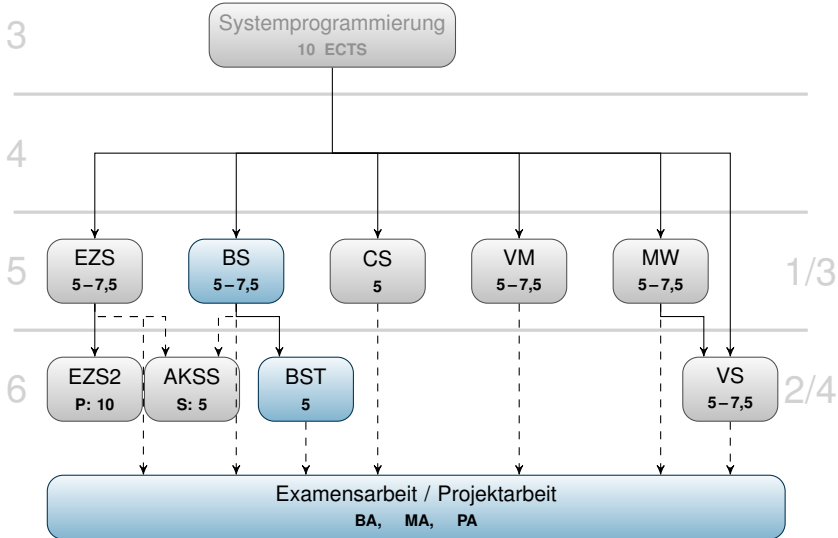 3
Systemprogrammierung
10 ECTS
4
5
EZS
5–7,5
BS
5–7,5
CS
5
VM
5–7,5
MW
5–7,5
1/3
6
EZS2
P: 10
AKSS
S: 5
BST
5
VS
5–7,5
2/4
Examensarbeit / Projektarbeit
BA, MA, PA